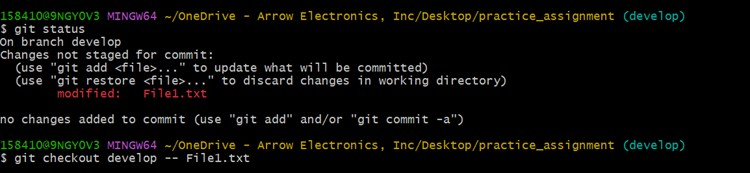 158410@9NGYOV3 MINGW64 ~/OneDrive - Arrow Electronics, Inc/Desktop/practice_assignment (develop)
$ git status
On branch develop
Changes not staged for commit:
  (use "git add <file>..." to update what will be committed)
  (use "git restore <file>..." to discard changes in working directory)
        modified:   File1.txt

no changes added to commit (use "git add" and/or "git commit -a")

158410@9NGYOV3 MINGW64 ~/OneDrive - Arrow Electronics, Inc/Desktop/practice_assignment (develop)
$ git checkout develop -- File1.txt